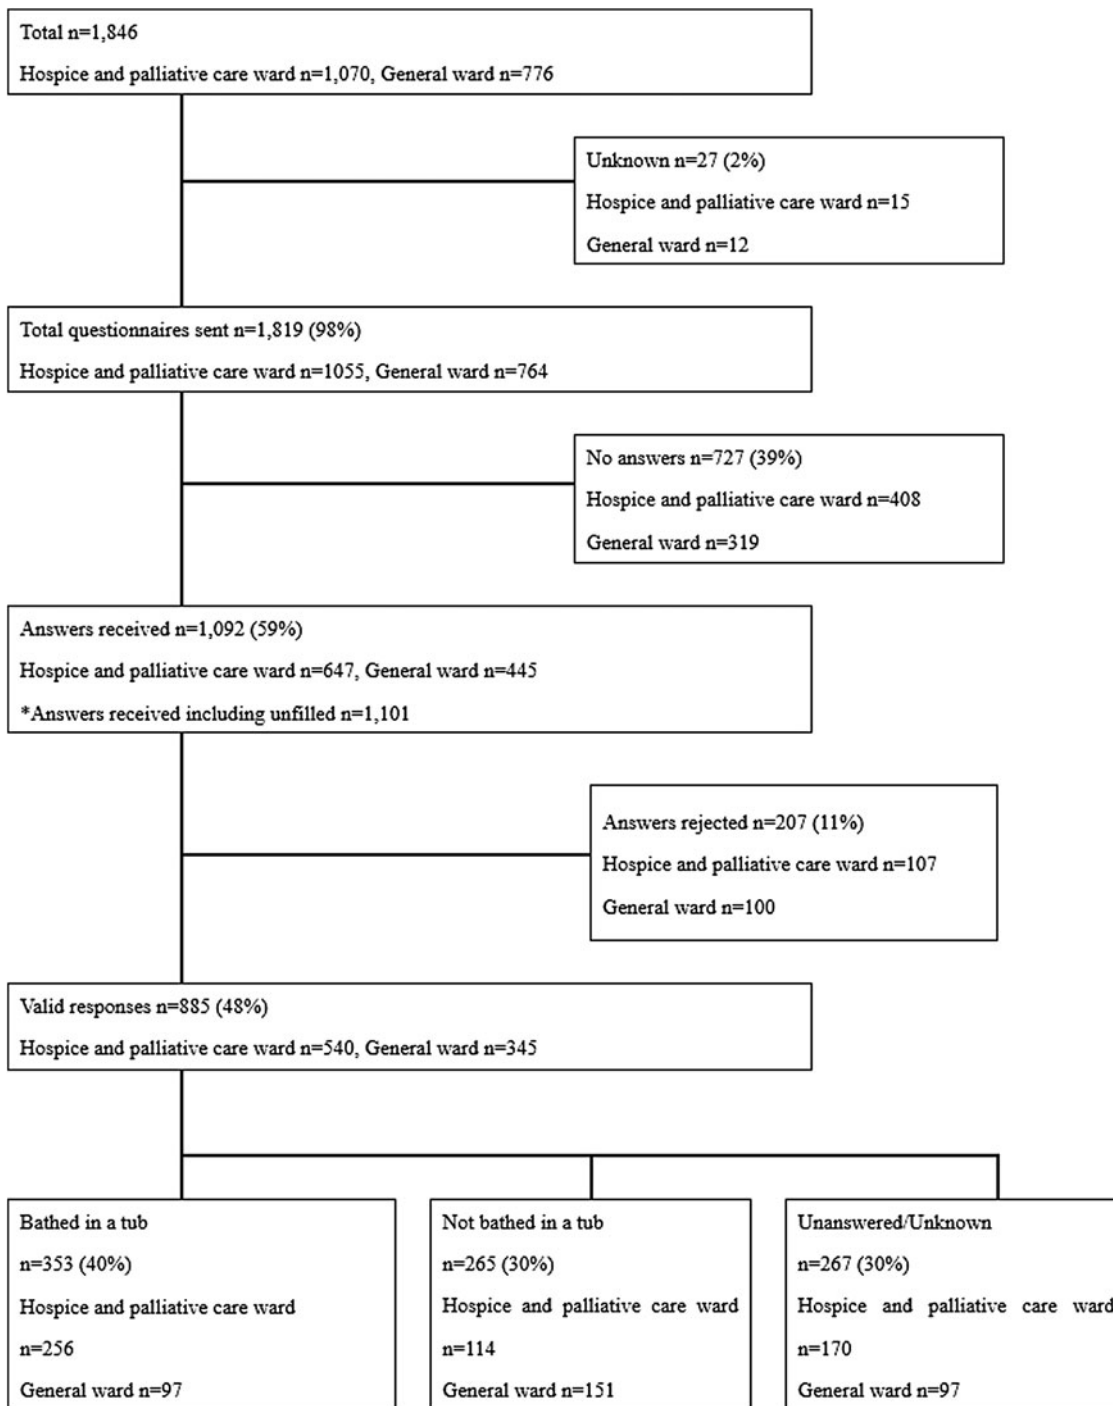 Total n=1,846
Hospice and palliative care ward n=1,070, General ward n=776
Unknown n=27 (2%)
Hospice and palliative care ward n=15
General ward n=12
Total questionnaires sent n=1,819 (98%)
Hospice and palliative care ward n=1055, General ward n=764
No answers n=727 (39%)
Hospice and palliative care ward n=408
General ward n=319
Answers received n=1,092 (59%)
Hospice and palliative care ward n=647, General ward n=445
*Answers received including unfilled n=1,101
Answers rejected n=207 (11%)
Hospice and palliative care ward n=107
General ward n=100
Valid responses n=885 (48%)
Hospice and palliative care ward n=540, General ward n=345
Bathed in a tub
n=353 (40%)
Hospice and palliative care ward
n=256
General ward n=97
Not bathed in a tub
n=265 (30%)
Hospice and palliative care ward
n=114
General ward n=151
Unanswered/Unknown
n=267 (30%)
Hospice and palliative care ward
n=170
General ward n=97